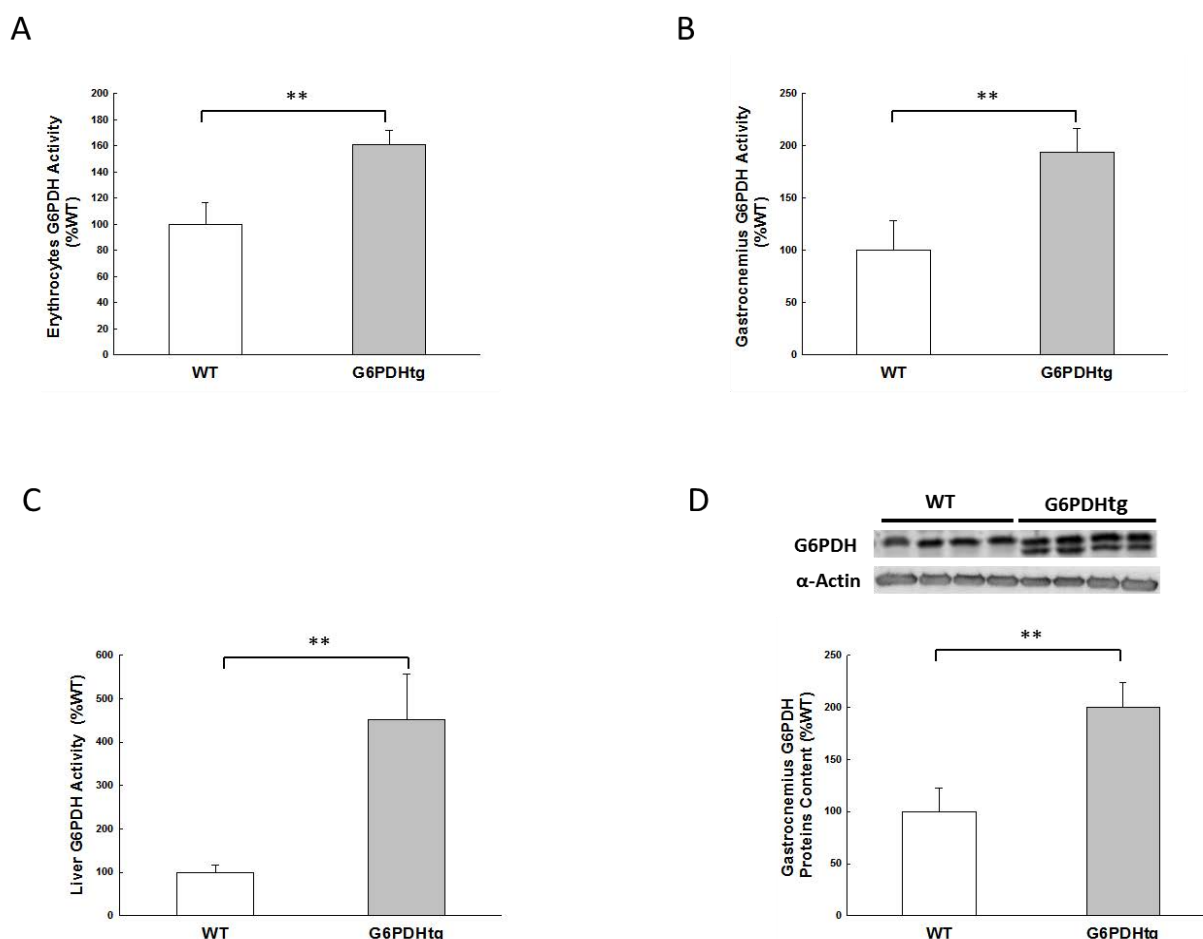 A
Erythrocytes G6PDH Activity
(%WT)
200
180
160
140
120
100
80
60
40
20
0
**
WT
G6PDHtg
B
Gastrocnemius G6PDH Activity
(%WT)
250
200
150
100
50
0
**
WT
G6PDHtg
C
Liver G6PDH Activity (%WT)
600
500
400
300
200
100
0
**
WT
G6PDHtg
D
WT
G6PDHtg
G6PDH
α-Actin
Gastrocnemius G6PDH
Proteins Content (%WT)
250
200
150
100
50
0
**
WT
G6PDHtg